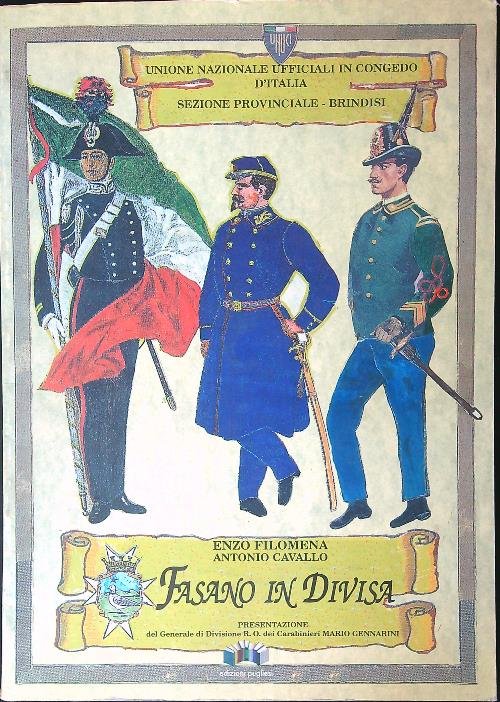 UNUCI
UNIONE NAZIONALE UFFICIALI IN CONGEDO
D'ITALIA
SEZIONE PROVINCIALE - BRINDISI
ENZO FILOMENA
ANTONIO CAVALLO
FASANO IN DIVISA
PRESENTAZIONE
del Generale di Divisione R. O. dei Carabinieri MARIO GENNARINI
edizioni pugliesi